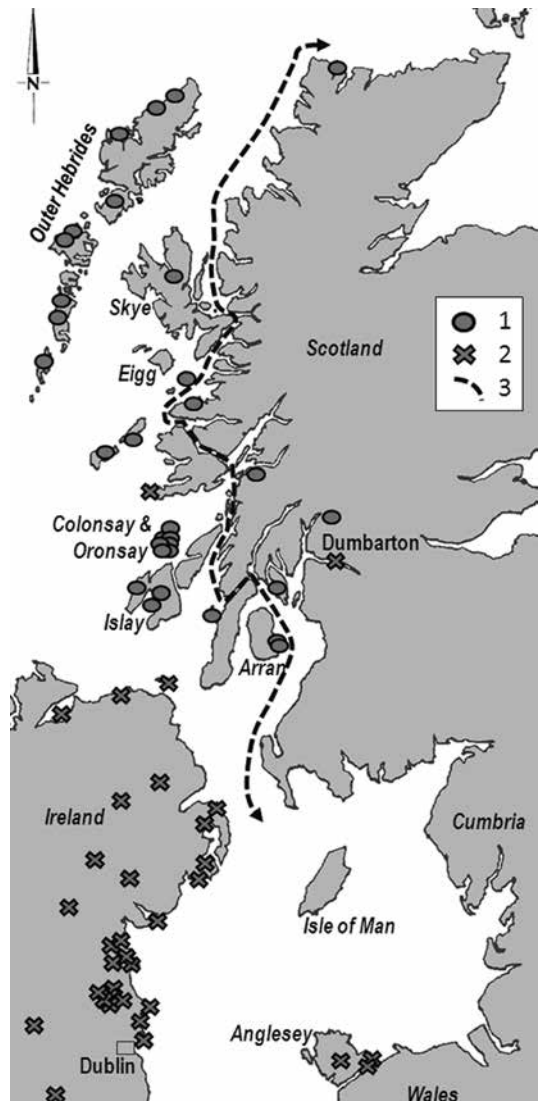 N
Outer Hebrides
Skye
1
2
3
Scotland
Eigg
Colonsay &
Oronsay
Dumbarton
Islay
Arran
Ireland
Cumbria
Isle of Man
Anglesey
Dublin
Wales